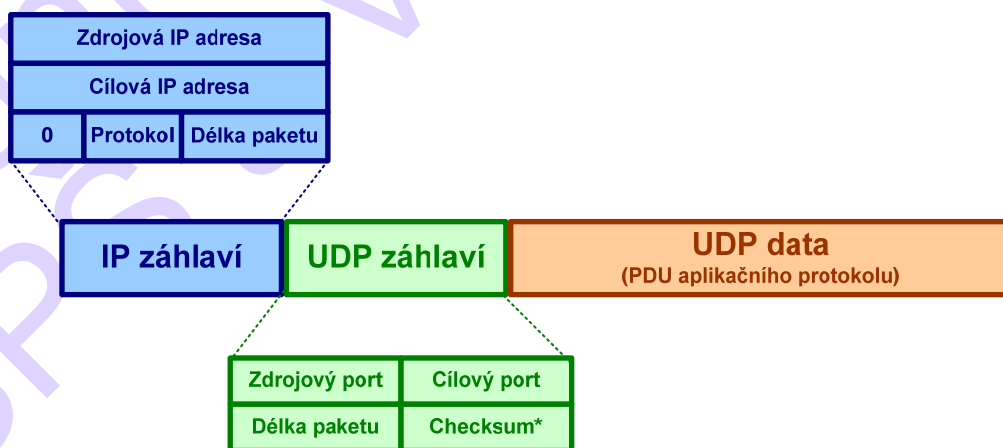 Zdrojová IP adresa
Cílová IP adresa
0 Protokol Délka paketu
IP záhlaví UDP záhlaví UDP data
(PDU aplikačního protokolu)
Zdrojový port Cílový port
Délka paketu Checksum*